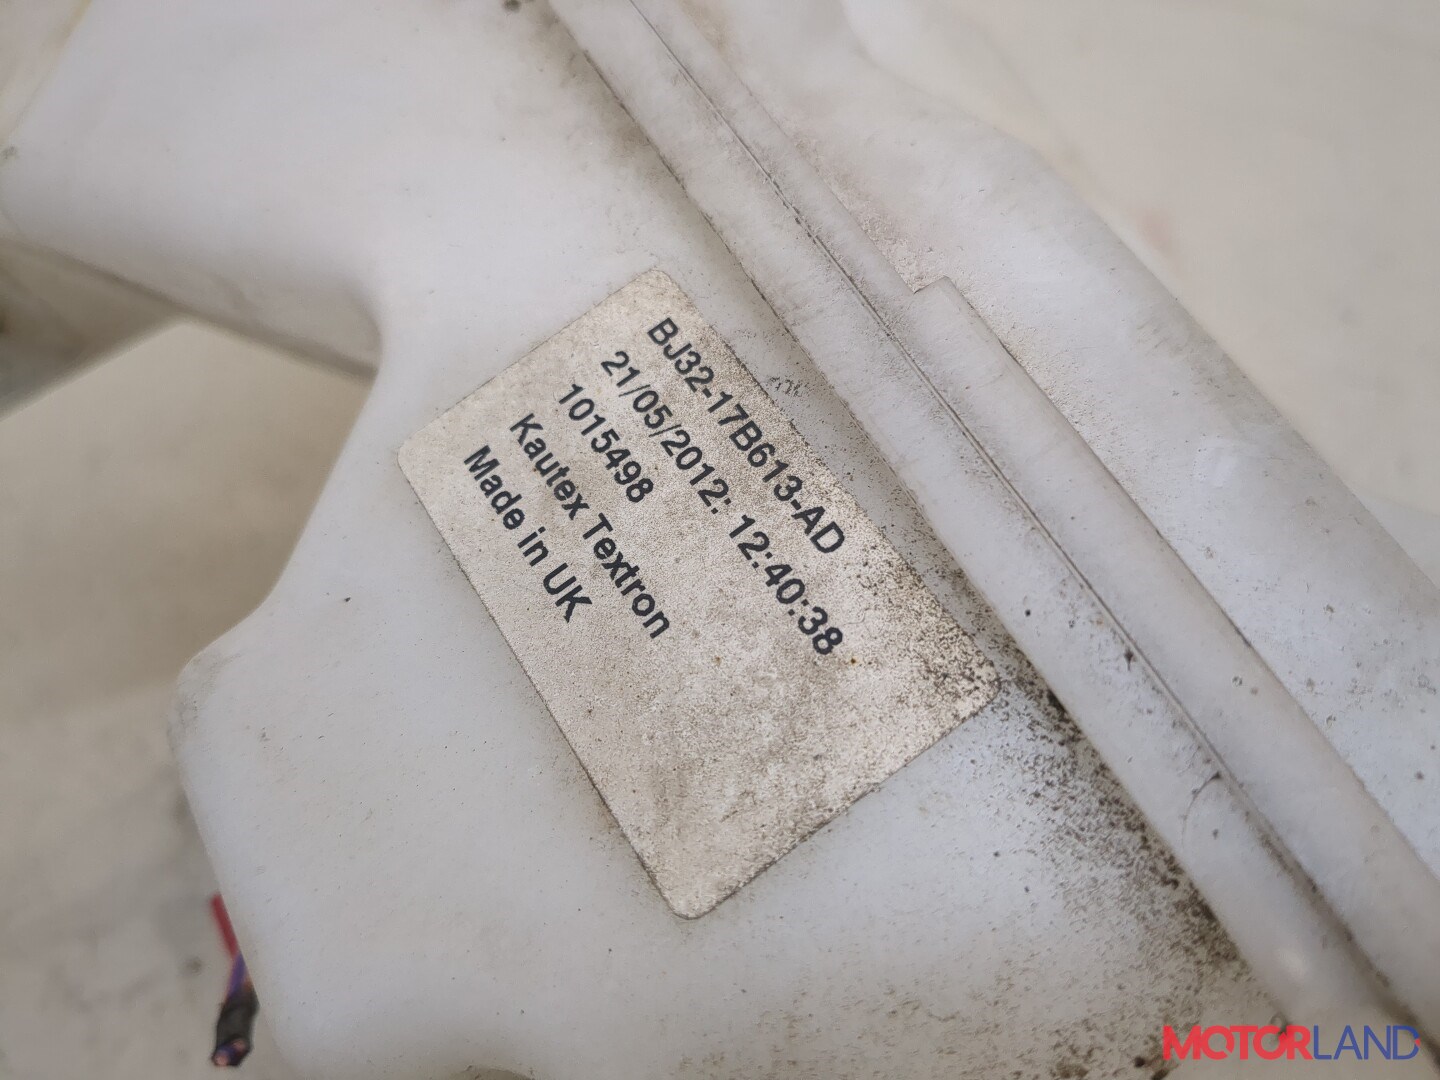 BJ32-17B613-AD
21/05/2012: 12:40:38
1015498
Kautex Textron
Made in UK
MOTORLAND